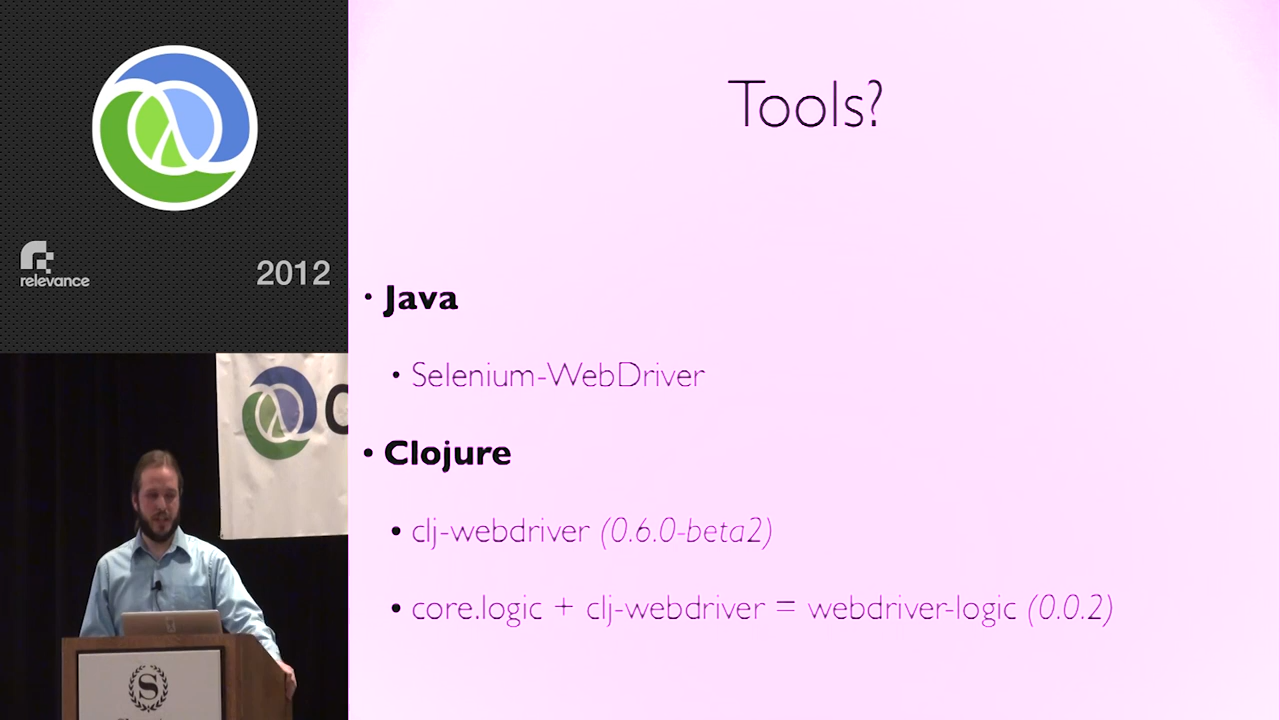 relevance
2012
Tools?
• Java
• Selenium-WebDriver
• Clojure
• clj-webdriver (0.6.0-beta2)
• core.logic + clj-webdriver = webdriver-logic (0.0.2)
S